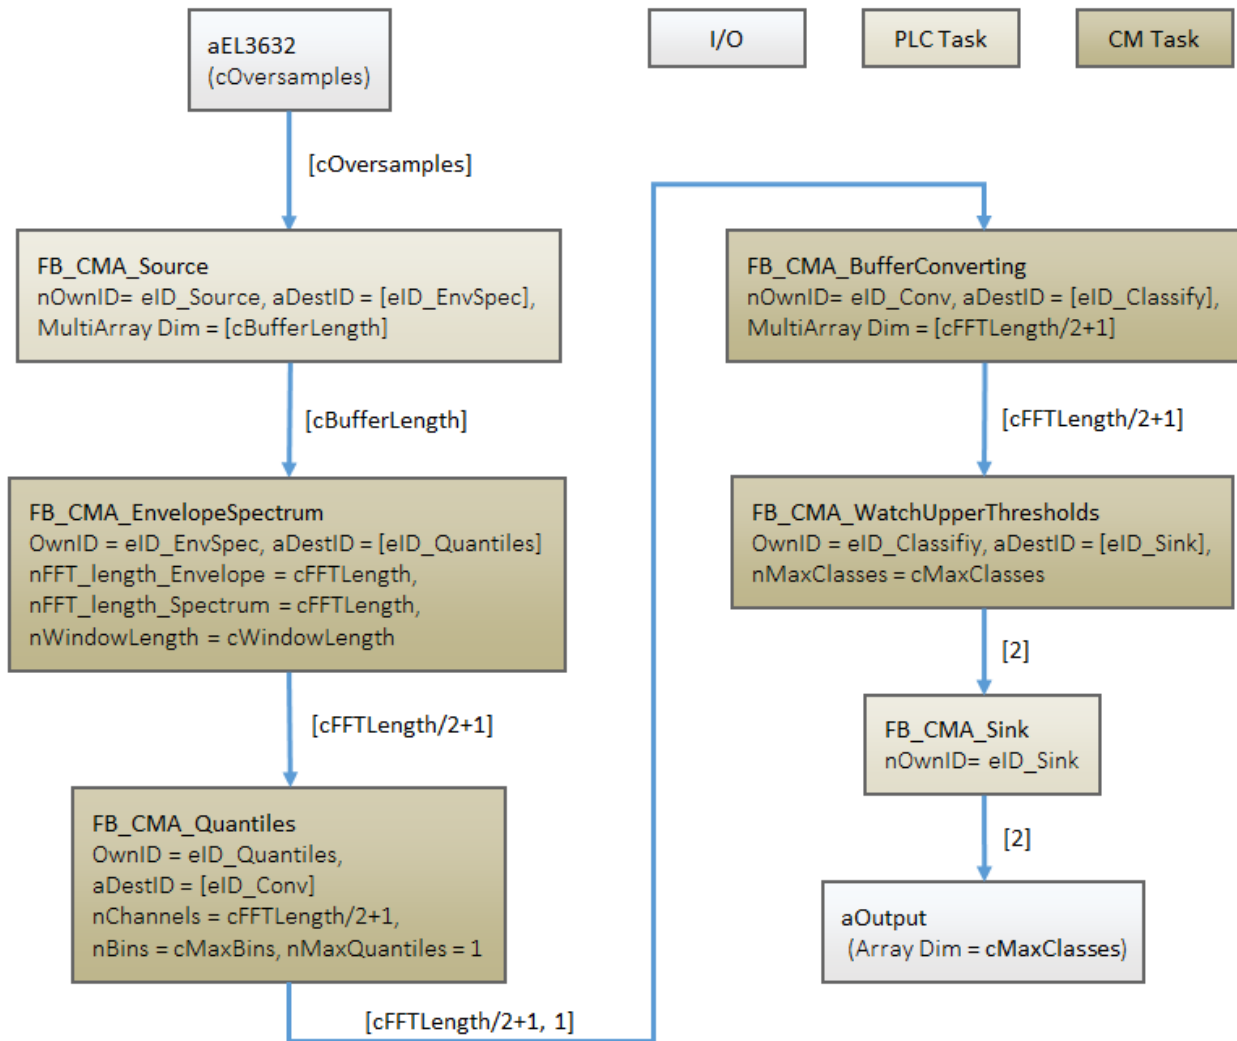 aEL3632
(cOversamples)
I/O
PLC Task
CM Task
[cOversamples]
FB_CMA_Source
nOwnID= eID_Source, aDestID = [eID_EnvSpec],
MultiArray Dim = [cBufferLength]
[cBufferLength]
FB_CMA_EnvelopeSpectrum
OwnID = eID_EnvSpec, aDestID = [eID_Quantiles]
nFFT_length_Envelope = cFFTLength,
nFFT_length_Spectrum = cFFTLength,
nWindowLength = cWindowLength
[cFFTLength/2+1]
FB_CMA_Quantiles
OwnID = eID_Quantiles,
aDestID = [eID_Conv]
nChannels = cFFTLength/2+1,
nBins = cMaxBins, nMaxQuantiles = 1
[cFFTLength/2+1, 1]
FB_CMA_BufferConverting
nOwnID= eID_Conv, aDestID = [eID_Classify],
MultiArray Dim = [cFFTLength/2+1]
[cFFTLength/2+1]
FB_CMA_WatchUpperThresholds
OwnID = eID_Classifiy, aDestID = [eID_Sink],
nMaxClasses = cMaxClasses
[2]
FB_CMA_Sink
nOwnID= eID_Sink
[2]
aOutput
(Array Dim = cMaxClasses)